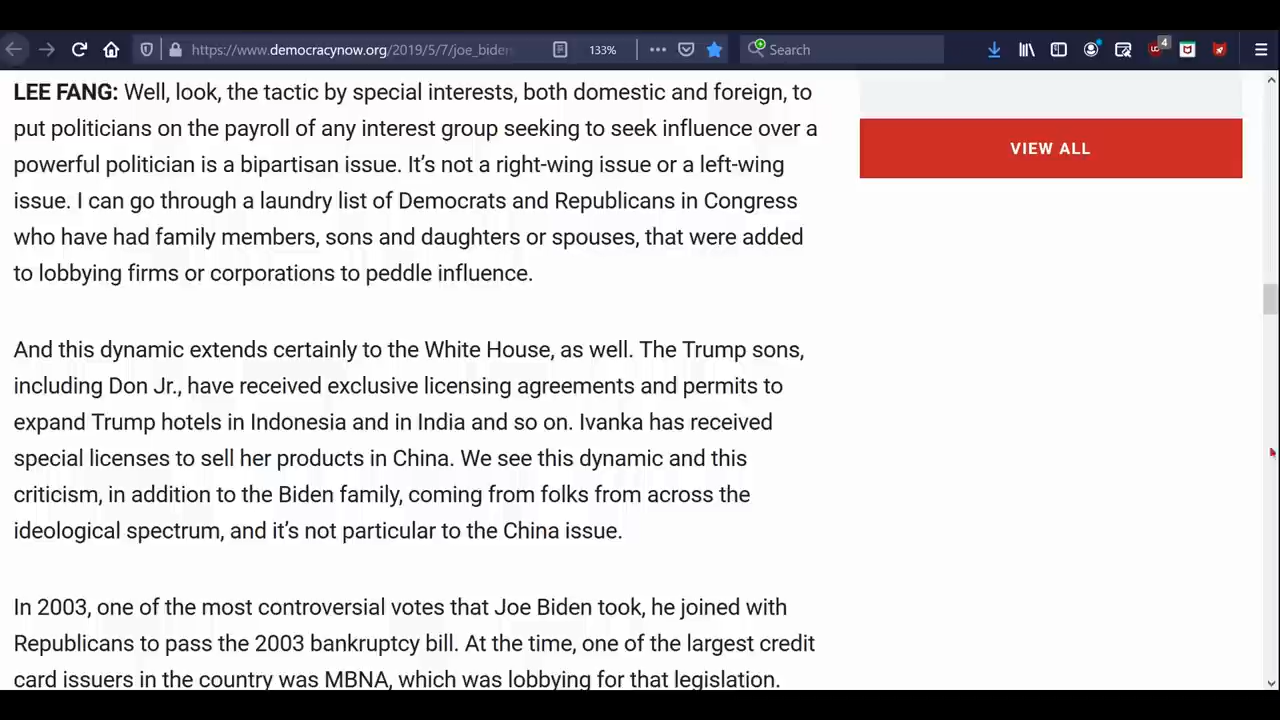 https://www.democracynow.org/2019/5/7/joe_biden
133%
Search
4
LEE FANG: Well, look, the tactic by special interests, both domestic and foreign, to
put politicians on the payroll of any interest group seeking to seek influence over a
powerful politician is a bipartisan issue. It’s not a right-wing issue or a left-wing
issue. I can go through a laundry list of Democrats and Republicans in Congress
who have had family members, sons and daughters or spouses, that were added
to lobbying firms or corporations to peddle influence.
VIEW ALL
And this dynamic extends certainly to the White House, as well. The Trump sons,
including Don Jr., have received exclusive licensing agreements and permits to
expand Trump hotels in Indonesia and in India and so on. Ivanka has received
special licenses to sell her products in China. We see this dynamic and this
criticism, in addition to the Biden family, coming from folks from across the
ideological spectrum, and it’s not particular to the China issue.
In 2003, one of the most controversial votes that Joe Biden took, he joined with
Republicans to pass the 2003 bankruptcy bill. At the time, one of the largest credit
card issuers in the country was MBNA, which was lobbying for that legislation.